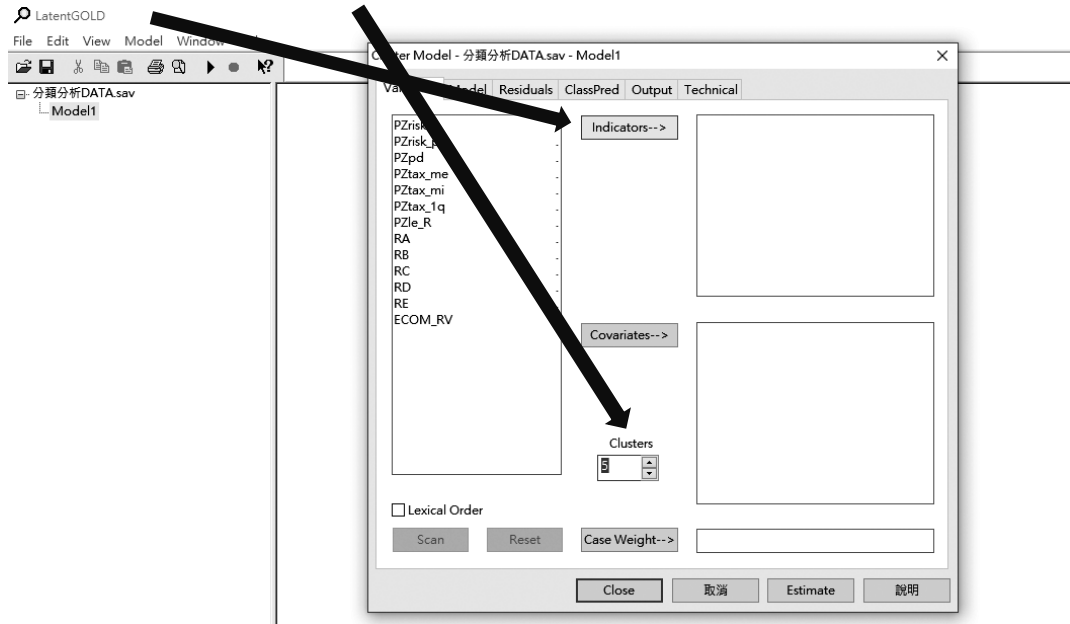 LatentGOLD
File Edit View Model Window
分類分析DATA.sav
Model1
Cluster Model - 分類分析DATA.sav - Model1
Model Residuals ClassPred Output Technical
PZrisk
PZrisk_p
PZpd
PZtax_me
PZtax_mi
PZtax_1q
PZle_R
RA
RB
RC
RD
RE
ECOM_RV
Indicators-->
Covariates-->
Clusters
5
Lexical Order
Scan Reset Case Weight-->
Close 取消 Estimate 說明